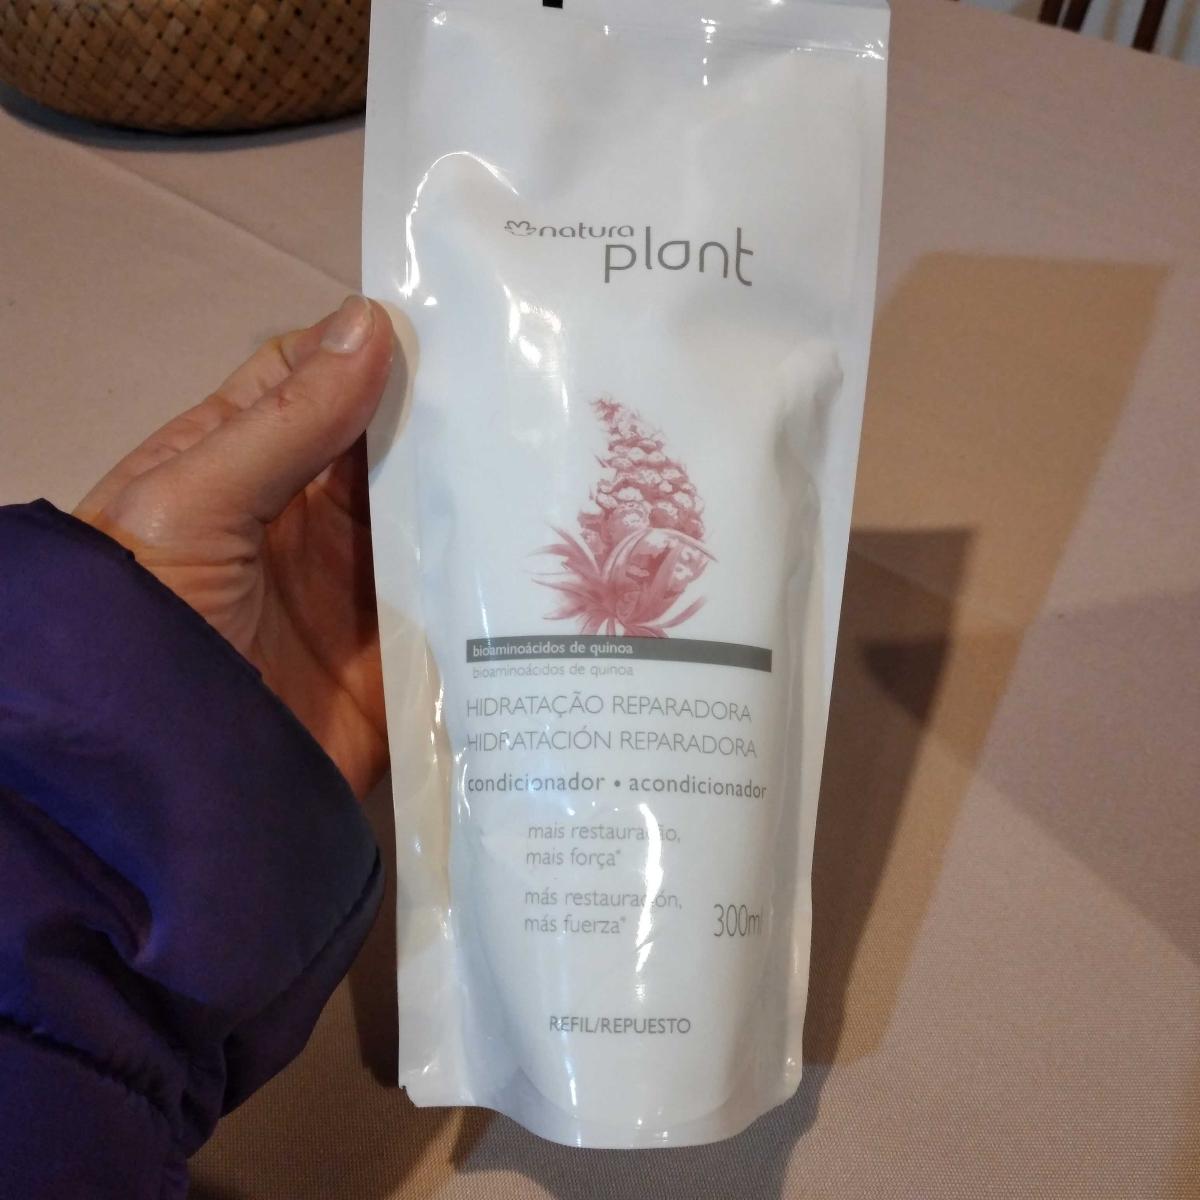 natura
plant
bioaminoácidos de quinoa
bioaminoácidos de quinoa
HIDRATAÇÃO REPARADORA
HIDRATACIÓN REPARADORA
condicionador • acondicionador
mais restauração,
mais força*
más restauración,
más fuerza*
300ml
REFIL/REPUESTO